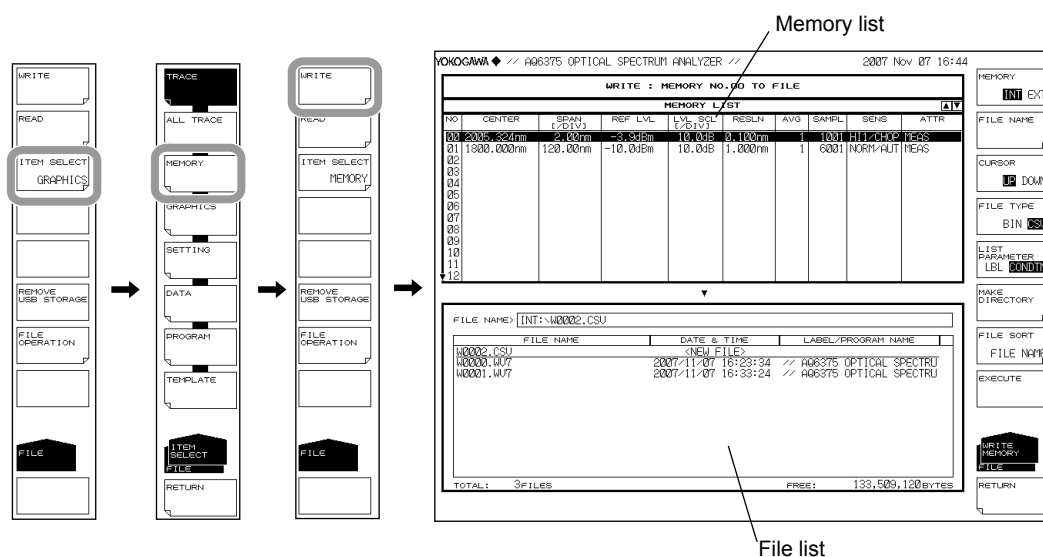 Memory list
WRITE
READ
ITEM SELECT
GRAPHICS
REMOVE
USB STORAGE
FILE
OPERATION
FILE
TRACE
ALL TRACE
MEMORY
GRAPHICS
SETTING
DATA
PROGRAM
TEMPLATE
ITEM
SELECT
FILE
RETURN
WRITE
READ
ITEM SELECT
MEMORY
REMOVE
USB STORAGE
FILE
OPERATION
FILE
YOKOGAWA ◆ // AQ6375 OPTICAL SPECTRUM ANALYZER // 2007 Nov 07 16:44
WRITE : MEMORY NO.00 TO FILE
MEMORY LIST ▲▼
NO CENTER SPAN [/DIV] REF LVL LVL SCL [/DIV] RESLN AVG SAMPL SENS ATTR
00 2005.324nm 2.00nm -3.9dBm 10.0dB 0.100nm 1 1001 HI1/CHOP MEAS
01 1800.000nm 120.00nm -10.0dBm 10.0dB 1.000nm 1 6001 NORM/AUT MEAS
02
03
04
05
06
07
08
09
10
11
▼12
▼
FILE NAME> INT:\W0002.CSV
FILE NAME DATE & TIME LABEL/PROGRAM NAME
W0002.CSV <NEW FILE>
W0000.WU7 2007/11/07 16:23:34 // AQ6375 OPTICAL SPECTRU
W0001.WU7 2007/11/07 16:33:24 // AQ6375 OPTICAL SPECTRU
TOTAL: 3FILES FREE: 133,509,120BYTES
MEMORY
INT EXT
FILE NAME
CURSOR
UP DOWN
FILE TYPE
BIN CSV
LIST
PARAMETER
LBL CONDTN
MAKE
DIRECTORY
FILE SORT
FILE NAME
EXECUTE
WRITE
MEMORY
FILE
RETURN
File list